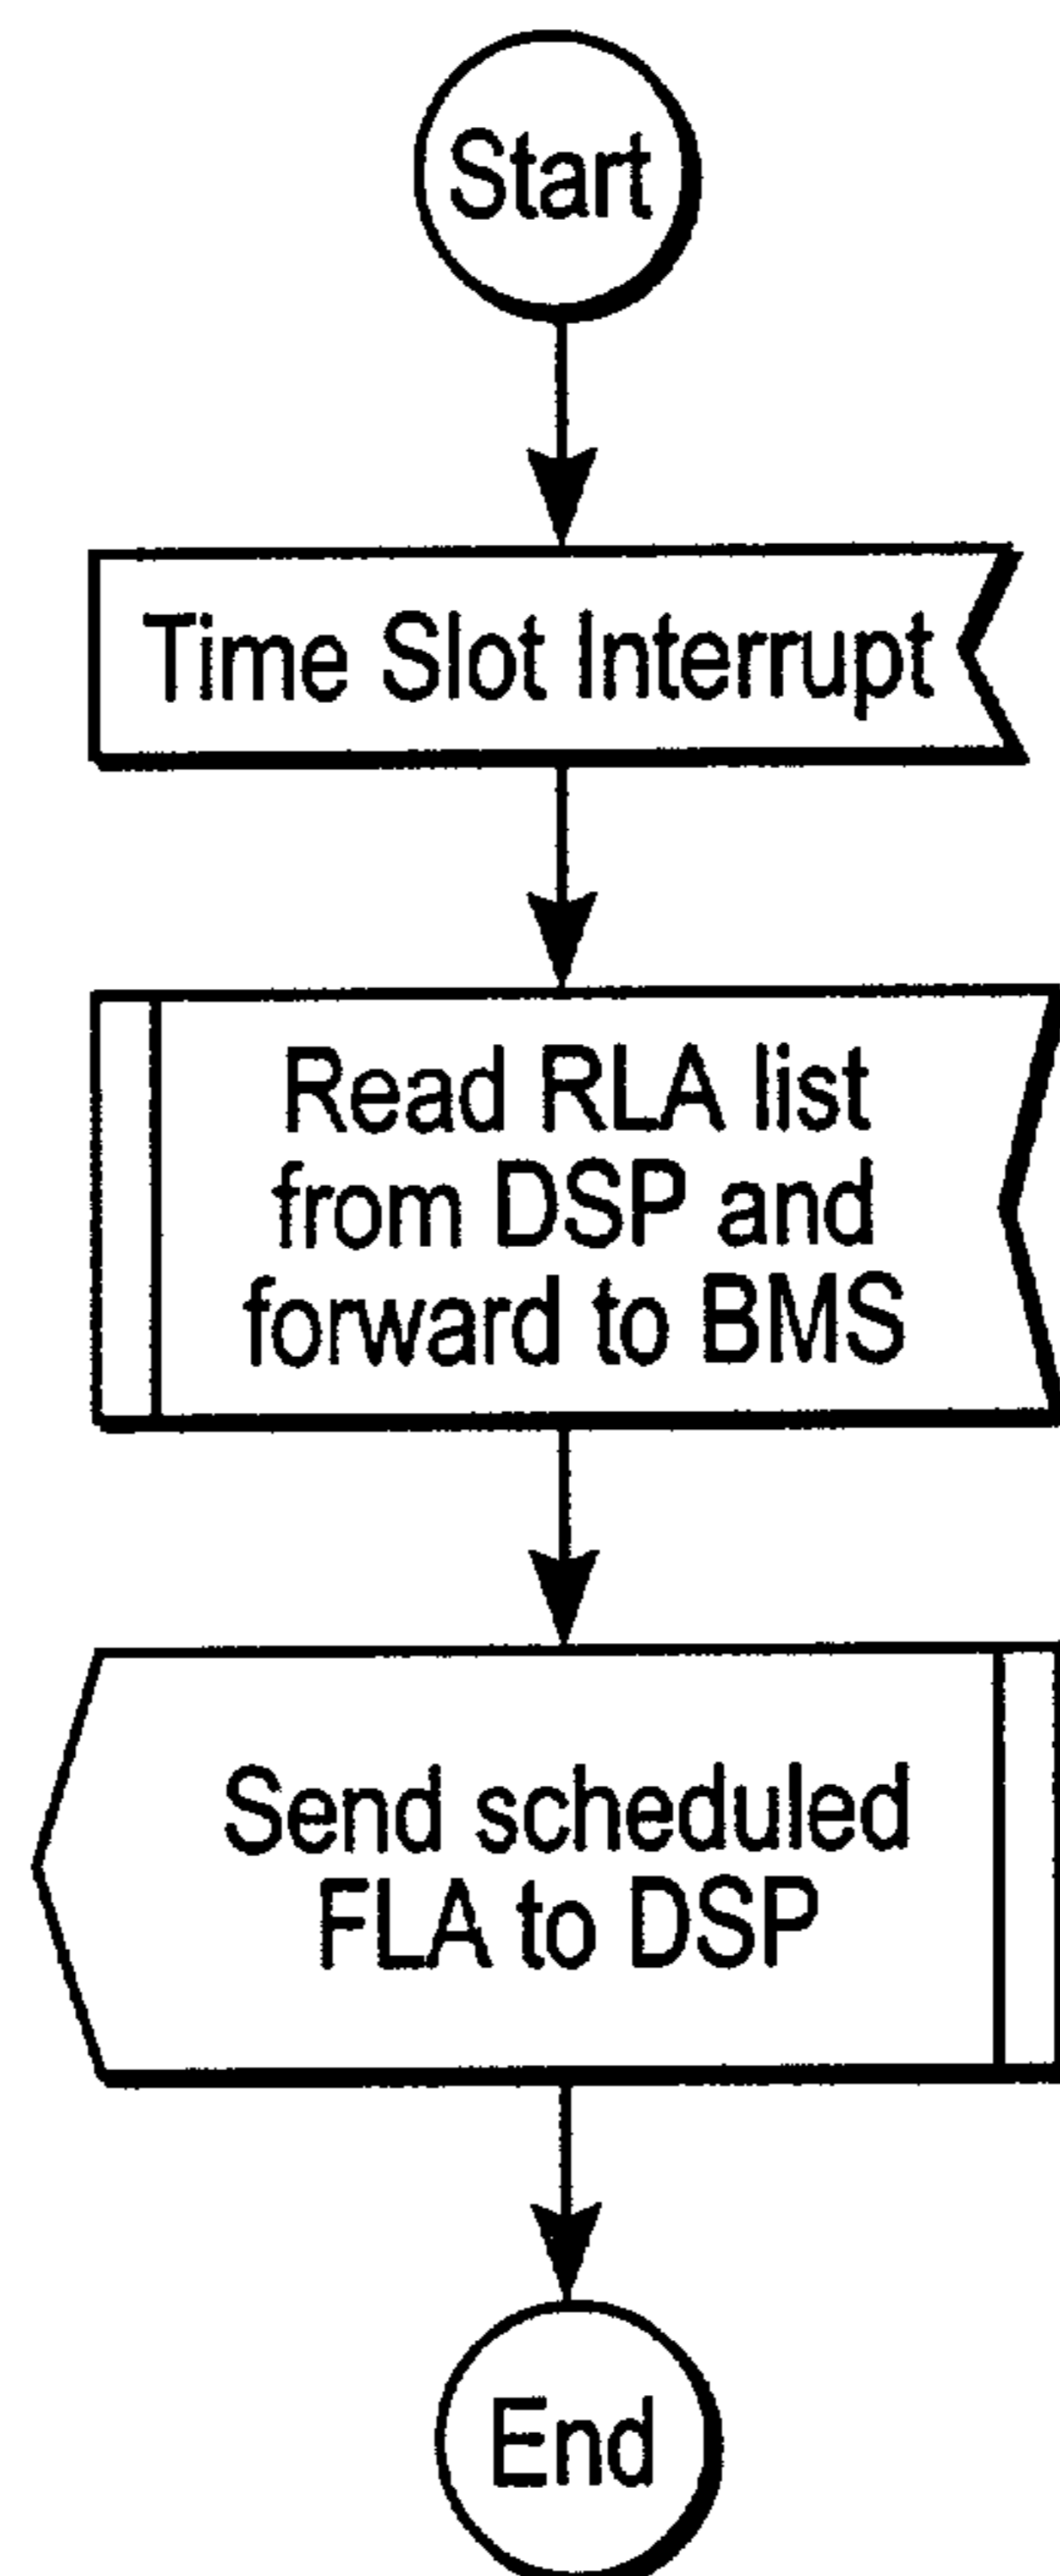 Start
Time Slot Interrupt
Read RLA list
from DSP and
forward to BMS
Send scheduled
FLA to DSP
End